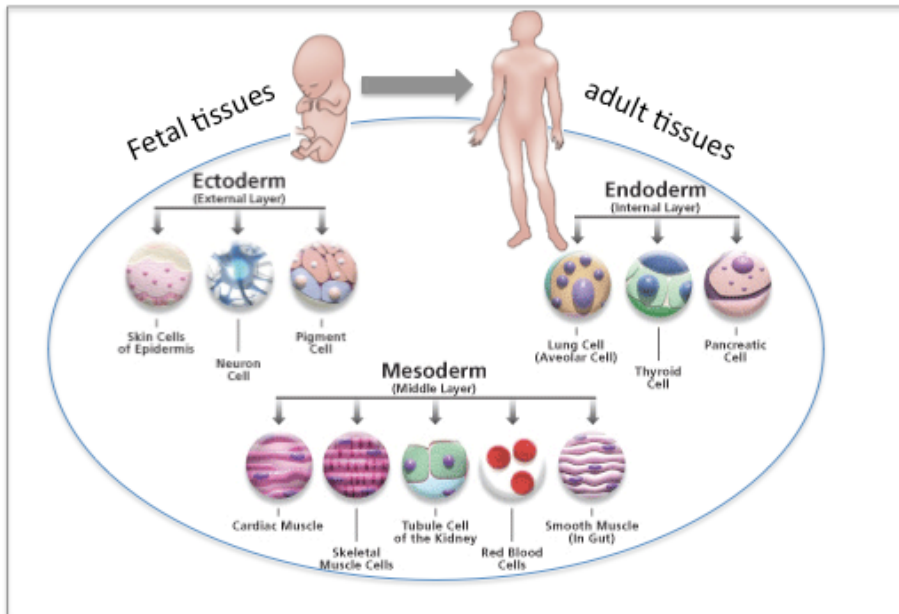 Fetal tissues
adult tissues
Ectoderm
(External Layer)
Skin Cells
of Epidermis
Neuron
Cell
Pigment
Cell
Endoderm
(Internal Layer)
Lung Cell
(Aveolar Cell)
Thyroid
Cell
Pancreatic
Cell
Mesoderm
(Middle Layer)
Cardiac Muscle
Skeletal
Muscle Cells
Tubule Cell
of the Kidney
Red Blood
Cells
Smooth Muscle
(In Gut)